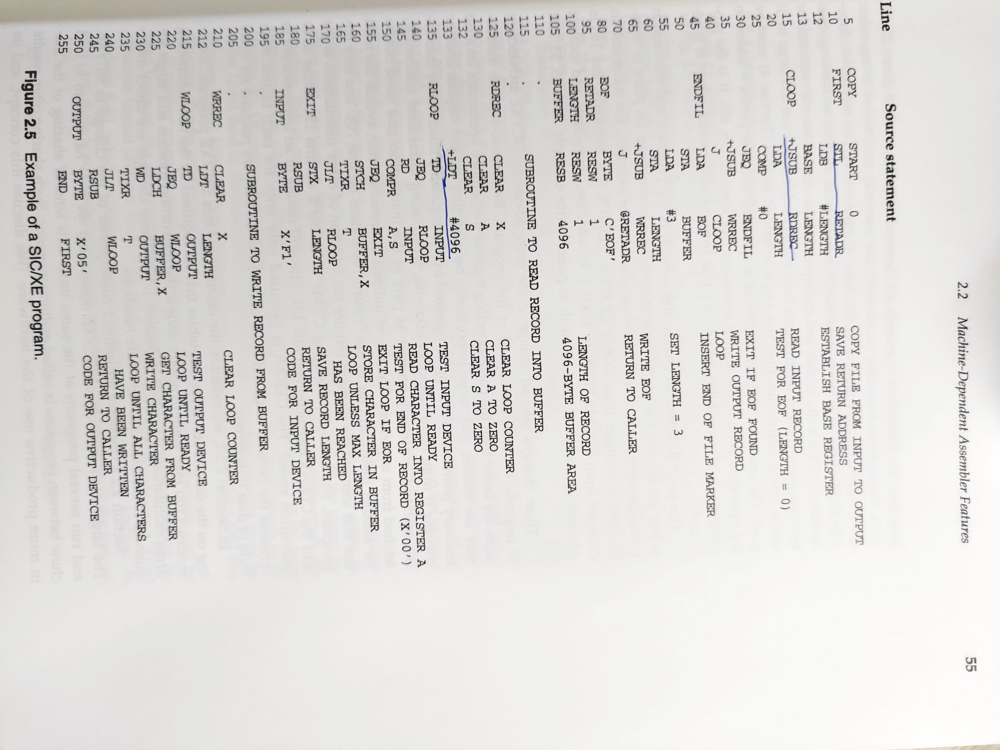 2.2 Machine-Dependent Assembler Features 55
Line Source statement
5 COPY START 0 COPY FILE FROM INPUT TO OUTPUT
10 FIRST STL RETADR SAVE RETURN ADDRESS
12 LDB #LENGTH ESTABLISH BASE REGISTER
13 BASE LENGTH
15 CLOOP +JSUB RDREC READ INPUT RECORD
20 LDA LENGTH TEST FOR EOF (LENGTH = 0)
25 COMP #0
30 JEQ ENDFIL EXIT IF EOF FOUND
35 +JSUB WRREC WRITE OUTPUT RECORD
40 J CLOOP LOOP
45 ENDFIL LDA EOF INSERT END OF FILE MARKER
50 STA BUFFER
55 LDA #3 SET LENGTH = 3
60 STA LENGTH
65 +JSUB WRREC WRITE EOF
70 J @RETADR RETURN TO CALLER
80 EOF BYTE C'EOF'
95 RETADR RESW 1
100 LENGTH RESW 1 LENGTH OF RECORD
105 BUFFER RESB 4096 4096-BYTE BUFFER AREA
110 .
115 . SUBROUTINE TO READ RECORD INTO BUFFER
120 .
125 RDREC CLEAR X CLEAR LOOP COUNTER
130 CLEAR A CLEAR A TO ZERO
132 CLEAR S CLEAR S TO ZERO
133 +LDT #4096
135 RLOOP TD INPUT TEST INPUT DEVICE
140 JEQ RLOOP LOOP UNTIL READY
145 RD INPUT READ CHARACTER INTO REGISTER A
150 COMPR A,S TEST FOR END OF RECORD (X'00')
155 JEQ EXIT EXIT LOOP IF EOR
160 STCH BUFFER,X STORE CHARACTER IN BUFFER
165 TIXR T LOOP UNLESS MAX LENGTH
170 JLT RLOOP HAS BEEN REACHED
175 EXIT STX LENGTH SAVE RECORD LENGTH
180 RSUB RETURN TO CALLER
185 INPUT BYTE X'F1' CODE FOR INPUT DEVICE
195 .
200 . SUBROUTINE TO WRITE RECORD FROM BUFFER
205 .
210 WRREC CLEAR X CLEAR LOOP COUNTER
212 LDT LENGTH
215 WLOOP TD OUTPUT TEST OUTPUT DEVICE
220 JEQ WLOOP LOOP UNTIL READY
225 LDCH BUFFER,X GET CHARACTER FROM BUFFER
230 WD OUTPUT WRITE CHARACTER
235 TIXR T LOOP UNTIL ALL CHARACTERS
240 JLT WLOOP HAVE BEEN WRITTEN
245 RSUB RETURN TO CALLER
250 OUTPUT BYTE X'05' CODE FOR OUTPUT DEVICE
255 END FIRST
Figure 2.5 Example of a SIC/XE program.